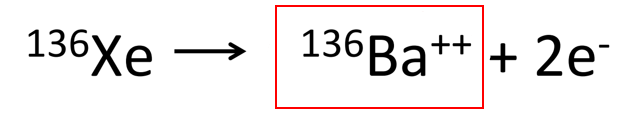 ¹³⁶Xe ⟶ ¹³⁶Ba⁺⁺ + 2e⁻